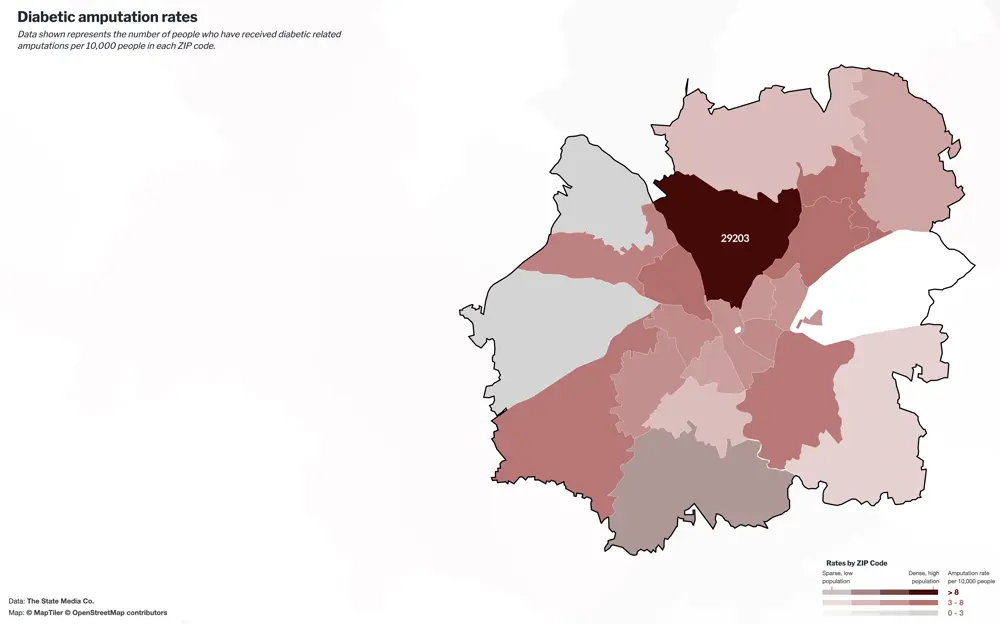 Diabetic amputation rates
Data shown represents the number of people who have received diabetic related
amputations per 10,000 people in each ZIP code.
29203
Rates by ZIP Code
Sparse, low
population
Dense, high
population
Amputation rate
per 10,000 people
> 8
3 - 8
0 - 3
Data: The State Media Co.
Map: © MapTiler © OpenStreetMap contributors